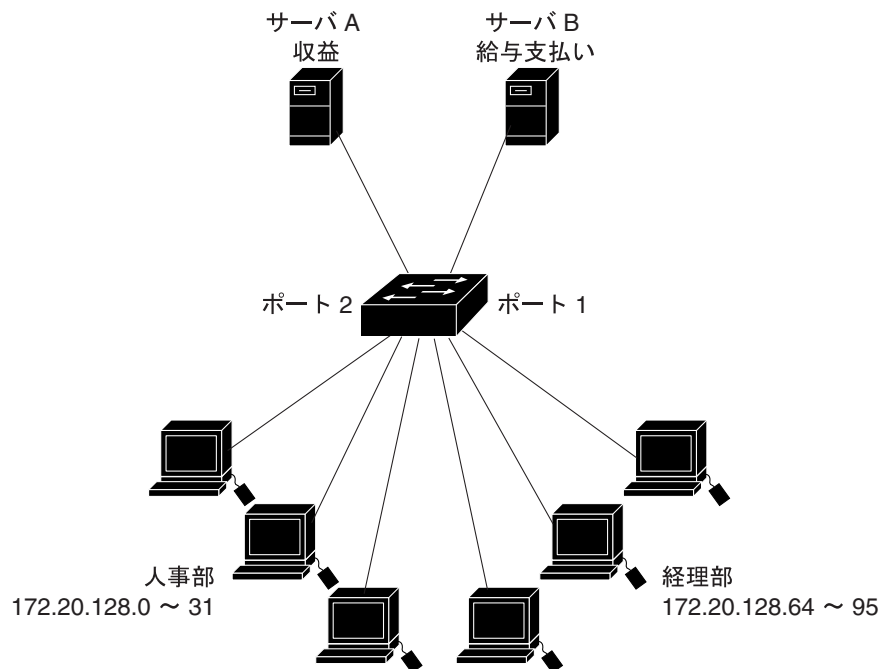 サーバ A
収益
サーバ B
給与支払い
ポート 2
ポート 1
人事部
172.20.128.0 ～ 31
経理部
172.20.128.64 ～ 95